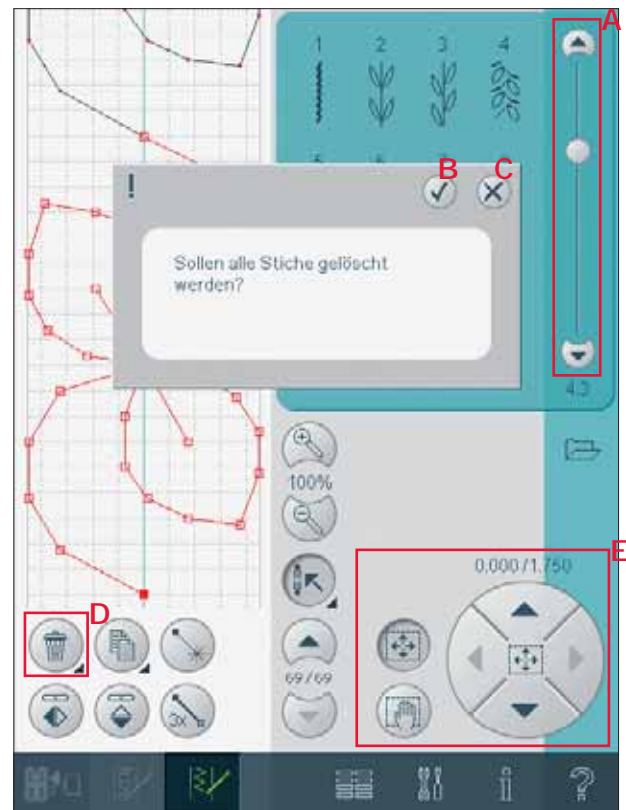 A
1 2 3 4
B
C
!
Sollen alle Stiche gelöscht
werden?
4.3
100%
E
0.000/1.750
D
69/69
3x
i
?